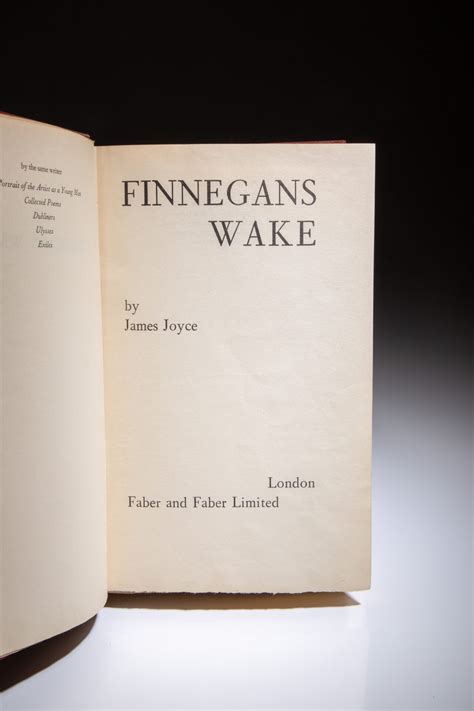 by the same writer
Portrait of the Artist as a Young Man
Collected Poems
Dubliners
Ulysses
Exiles
FINNEGANS
WAKE
by
James Joyce
London
Faber and Faber Limited